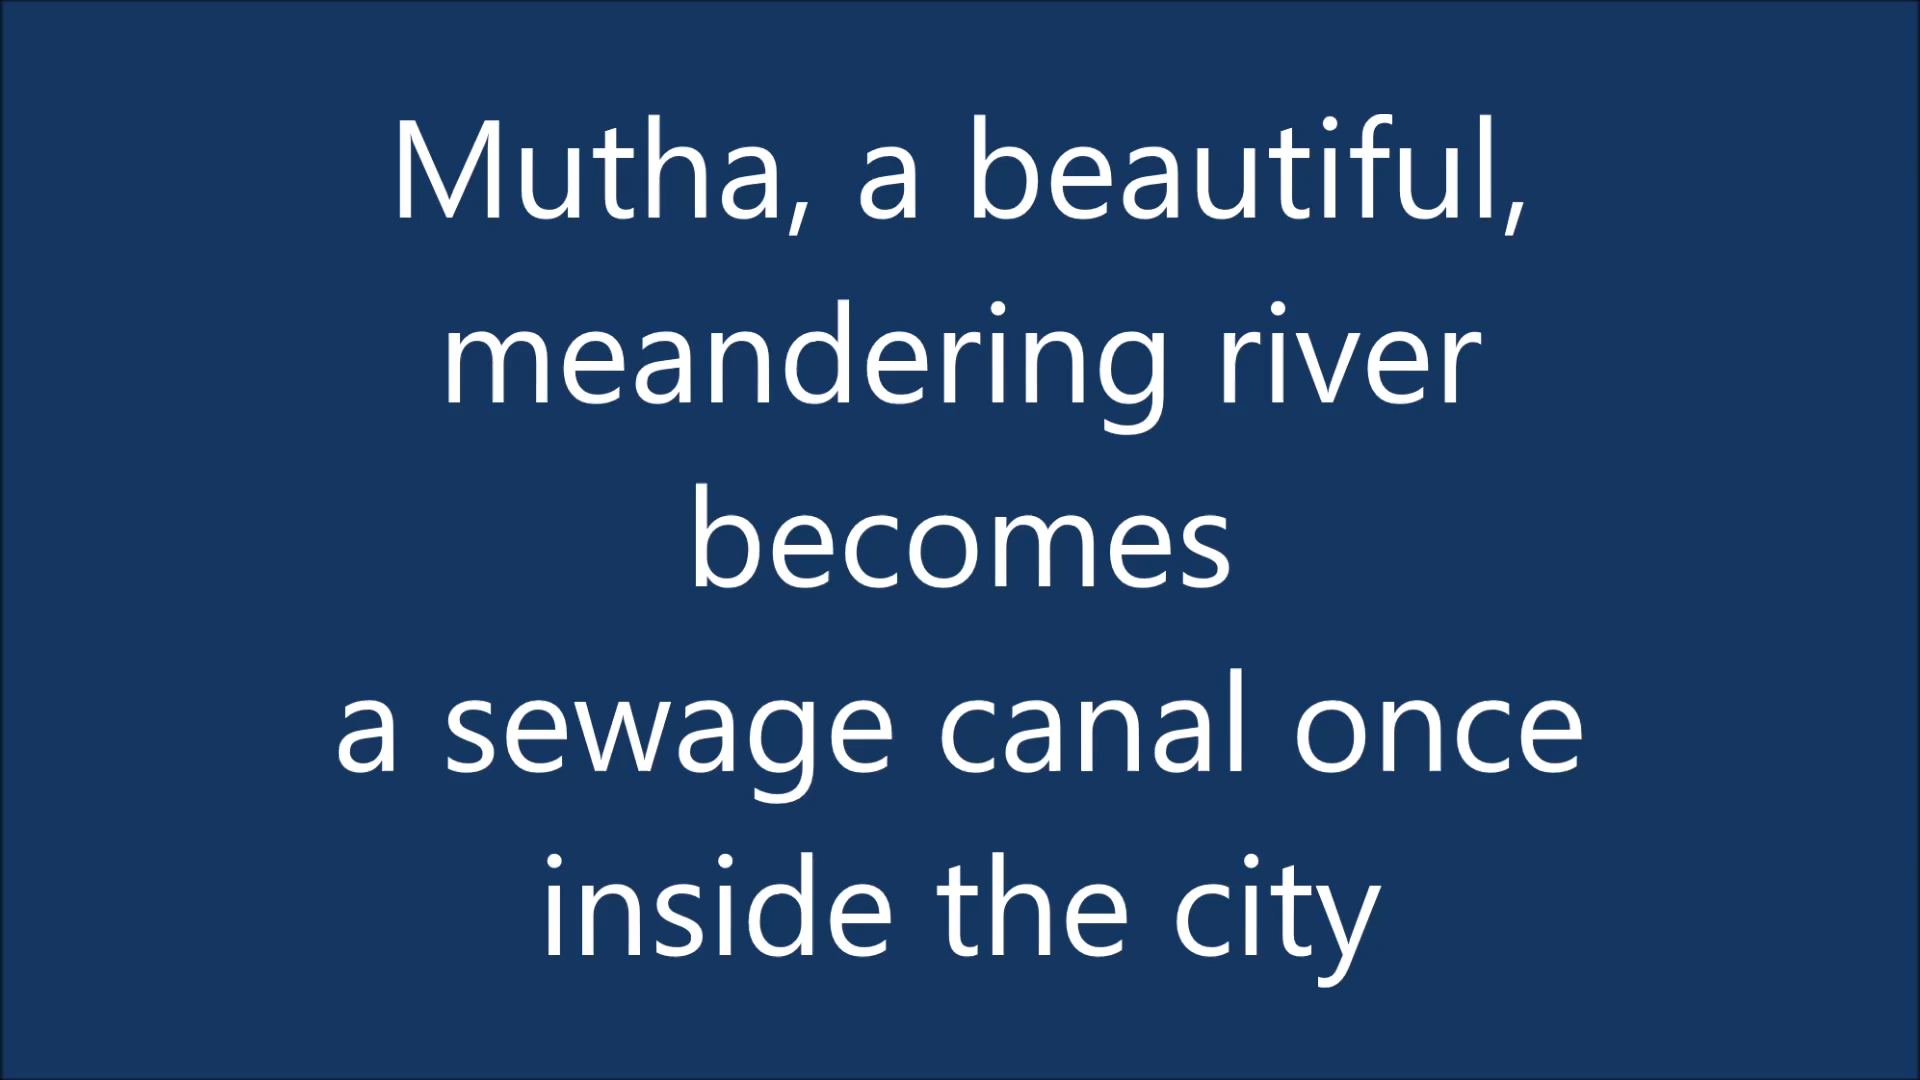 Mutha, a beautiful,
meandering river
becomes
a sewage canal once
inside the city